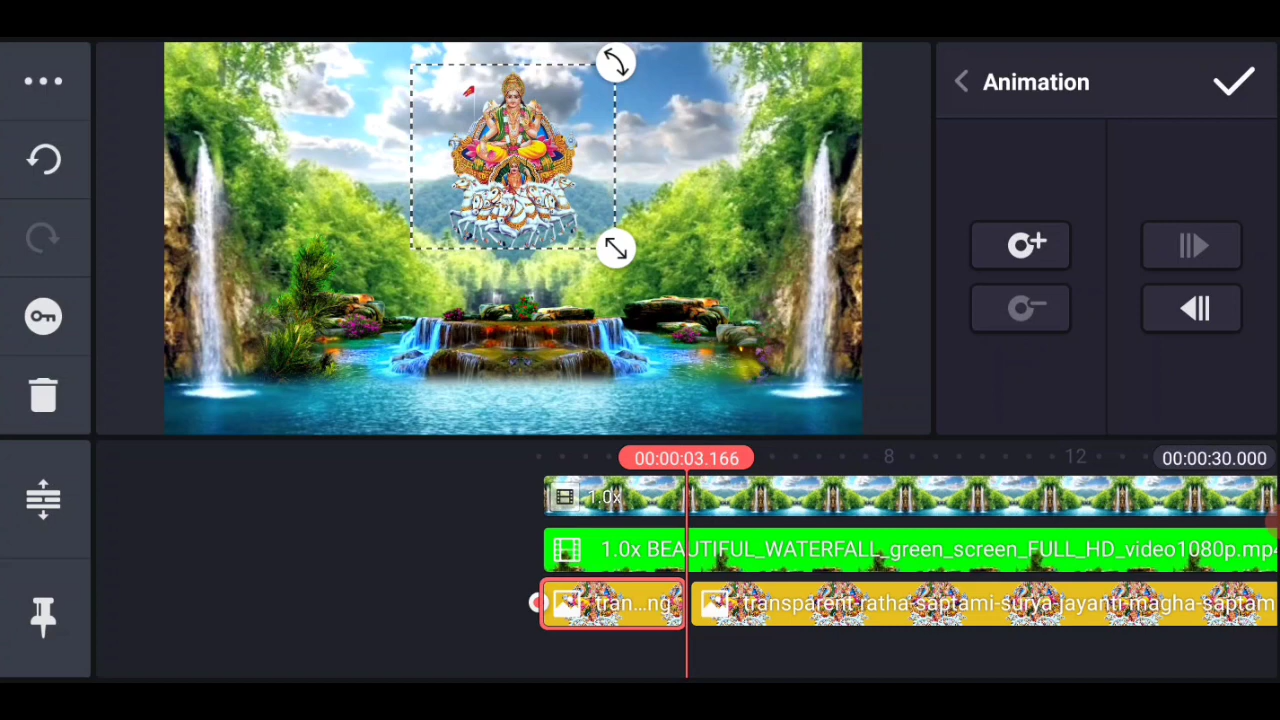 Animation
00:00:03.166
8
12
00:00:30.000
1.0x
1.0x BEAUTIFUL_WATERFALL_green_screen_FULL_HD_video1080p.mp4
tran...ng
transparent-ratha-saptami-surya-jayanti-magha-saptam